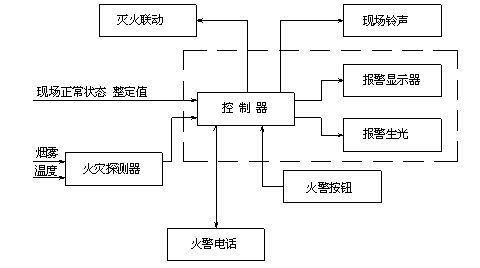 灭火联动
现场铃声
现场正常状态 整定值
控 制 器
报警显示器
报警生光
烟雾
温度
火灾探测器
火警按钮
火警电话